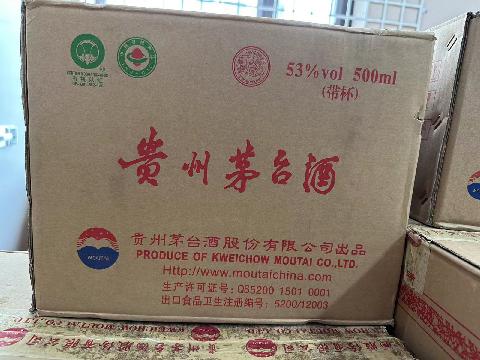 53%vol 500ml
(带杯)
贵州茅台酒
MOUTAI
贵州茅台酒股份有限公司出品
PRODUCE OF KWEICHOW MOUTAI CO.,LTD.
Http://www.moutaichina.com
生产许可证号: QS5200 1501 0001
出口食品卫生注册编号: 5200/12003